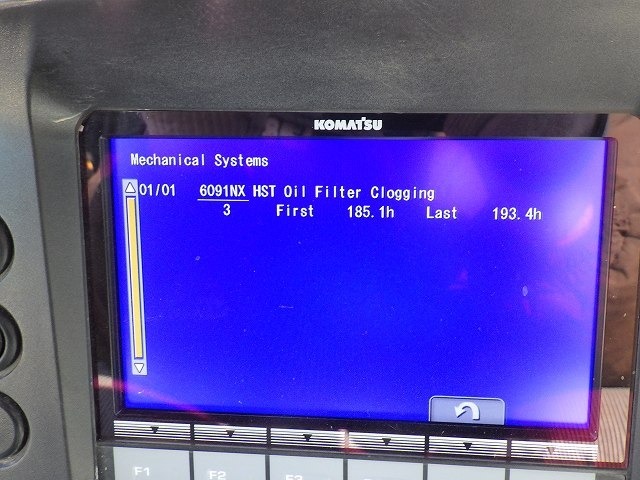 KOMATSU
Mechanical Systems
01/01 6091NX HST Oil Filter Clogging
3 First 185.1h Last 193.4h
F1 F2 F3